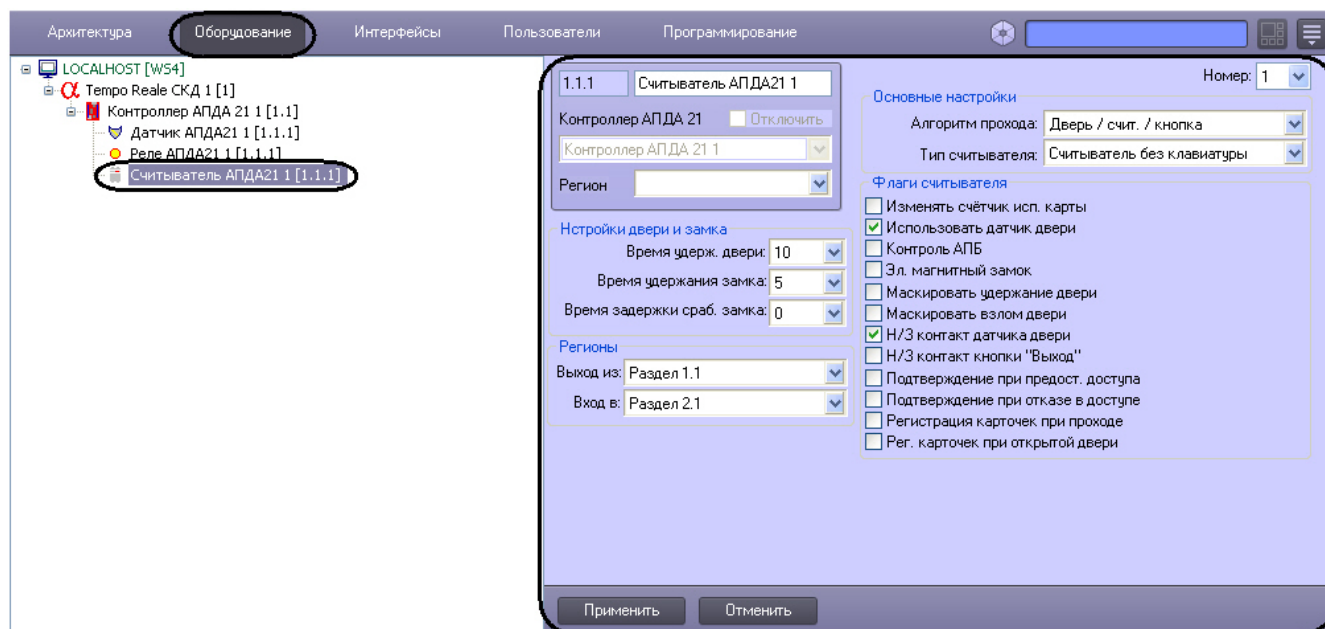 Архитектура Оборудование Интерфейсы Пользователи Программирование
LOCALHOST [WS4]
Tempo Reale СКД 1 [1]
Контроллер АПДА 21 1 [1.1]
Датчик АПДА21 1 [1.1.1]
Реле АПДА21 1 [1.1.1]
Считыватель АПДА21 1 [1.1.1]
1.1.1 Считыватель АПДА21 1
Контроллер АПДА 21 Отключить
Контроллер АПДА 21 1
Регион
Нстройки двери и замка
Время удерж. двери: 10
Время удержания замка: 5
Время задержки сраб. замка: 0
Регионы
Выход из: Раздел 1.1
Вход в: Раздел 2.1
Номер: 1
Основные настройки
Алгоритм прохода: Дверь / счит. / кнопка
Тип считывателя: Считыватель без клавиатуры
Флаги считывателя
Изменять счётчик исп. карты
Использовать датчик двери
Контроль АПБ
Эл. магнитный замок
Маскировать удержание двери
Маскировать взлом двери
Н/З контакт датчика двери
Н/З контакт кнопки "Выход"
Подтверждение при предост. доступа
Подтверждение при отказе в доступе
Регистрация карточек при проходе
Рег. карточек при открытой двери
Применить Отменить